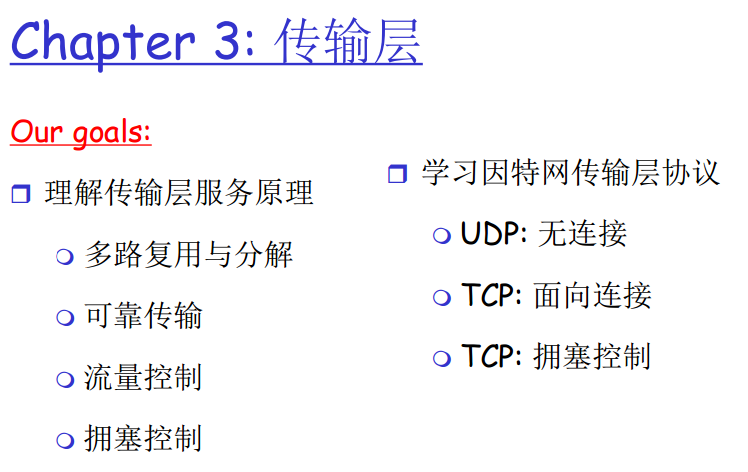 Chapter 3: 传输层
Our goals:
理解传输层服务原理
多路复用与分解
可靠传输
流量控制
拥塞控制
学习因特网传输层协议
UDP: 无连接
TCP: 面向连接
TCP: 拥塞控制